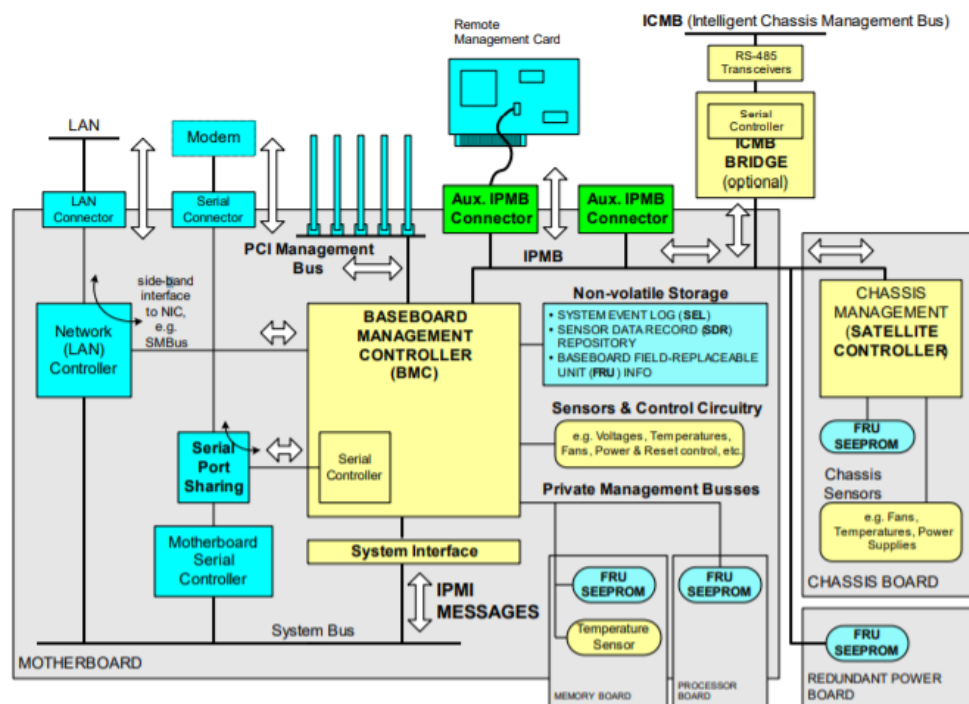 ICMB (Intelligent Chassis Management Bus)
Remote
Management Card
RS-485
Transceivers
Serial
Controller
ICMB
BRIDGE
(optional)
LAN
Modem
LAN
Connector
Serial
Connector
Aux. IPMB
Connector
Aux. IPMB
Connector
PCI Management
Bus
IPMB
side-band
interface
to NIC,
e.g.
SMBus
Network
(LAN)
Controller
BASEBOARD
MANAGEMENT
CONTROLLER
(BMC)
Non-volatile Storage
• SYSTEM EVENT LOG (SEL)
• SENSOR DATA RECORD (SDR)
REPOSITORY
• BASEBOARD FIELD-REPLACEABLE
UNIT (FRU) INFO
CHASSIS
MANAGEMENT
(SATELLITE
CONTROLLER)
Sensors & Control Circuitry
e.g. Voltages, Temperatures,
Fans, Power & Reset control, etc.
FRU
SEEPROM
Serial
Port
Sharing
Serial
Controller
Chassis
Sensors
Private Management Busses
e.g. Fans,
Temperatures, Power
Supplies
Motherboard
Serial
Controller
System Interface
CHASSIS BOARD
IPMI
MESSAGES
FRU
SEEPROM
FRU
SEEPROM
System Bus
Temperature
Sensor
FRU
SEEPROM
MOTHERBOARD
MEMORY BOARD
PROCESSOR
BOARD
REDUNDANT POWER
BOARD